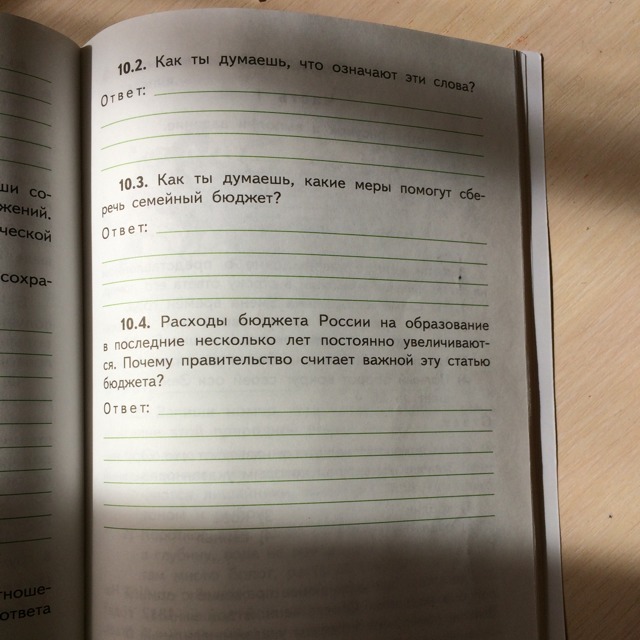 ши со-
жений.
ческой
сохра-
тноше-
ответа
10.2. Как ты думаешь, что означают эти слова?
Ответ:
10.3. Как ты думаешь, какие меры помогут сбе-
речь семейный бюджет?
Ответ:
10.4. Расходы бюджета России на образование
в последние несколько лет постоянно увеличивают-
ся. Почему правительство считает важной эту статью
бюджета?
Ответ: